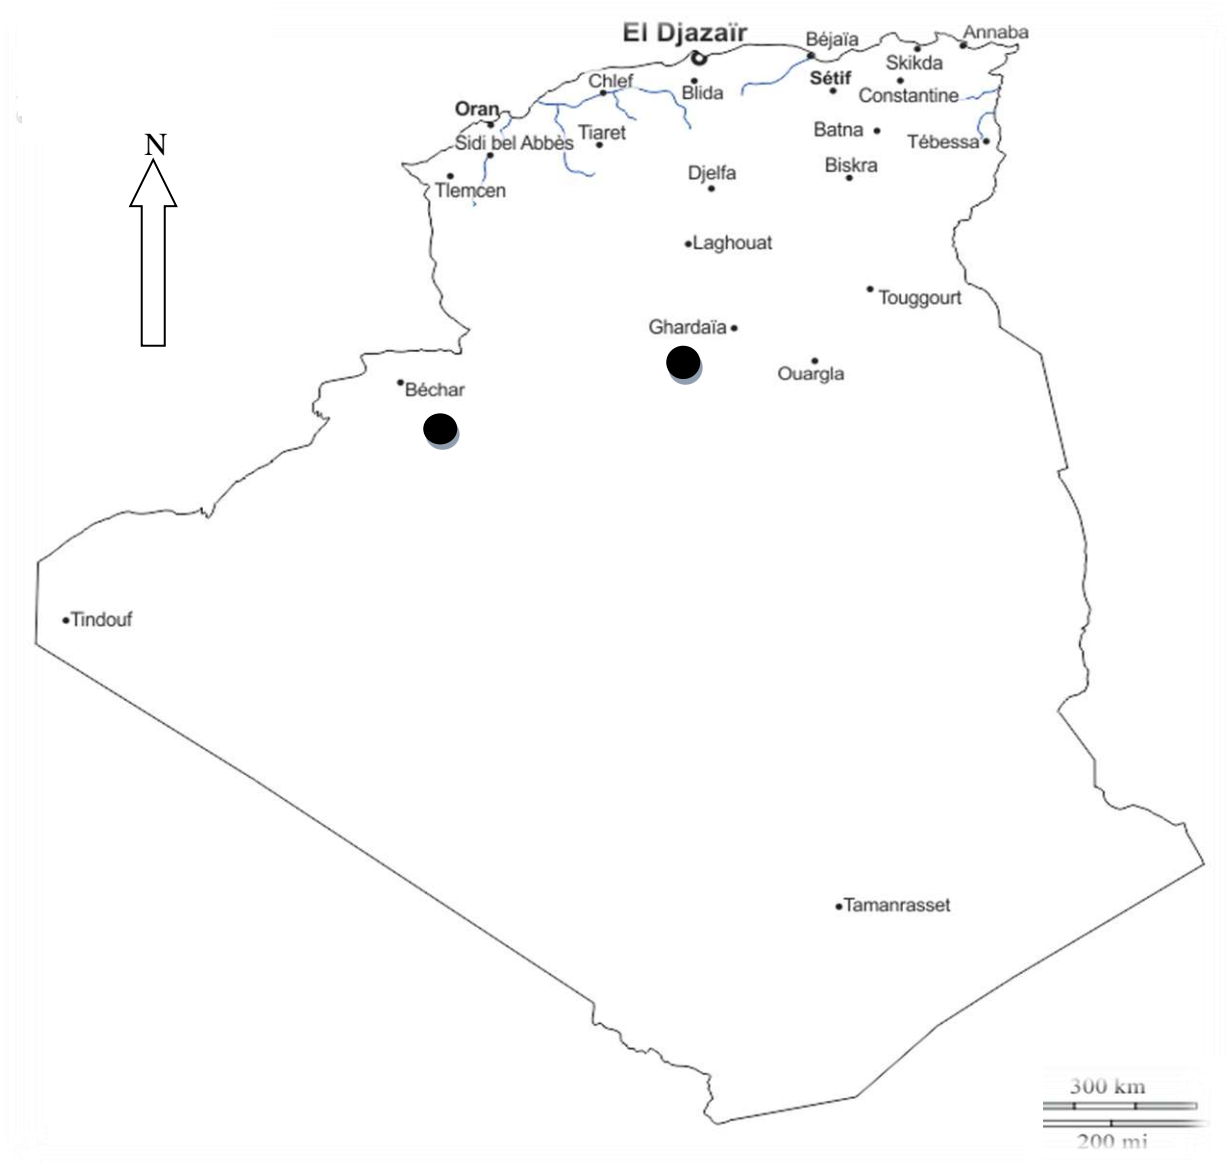 El Djazaïr
Annaba
Béjaïa
Skikda
Sétif
Chlef
Blida
Constantine
Oran
Batna
Tiaret
Tébessa
Sidi bel Abbès
N
Biskra
Djelfa
Tlemcen
Laghouat
Touggourt
Ghardaïa
Ouargla
Béchar
Tindouf
Tamanrasset
300 km
200 mi